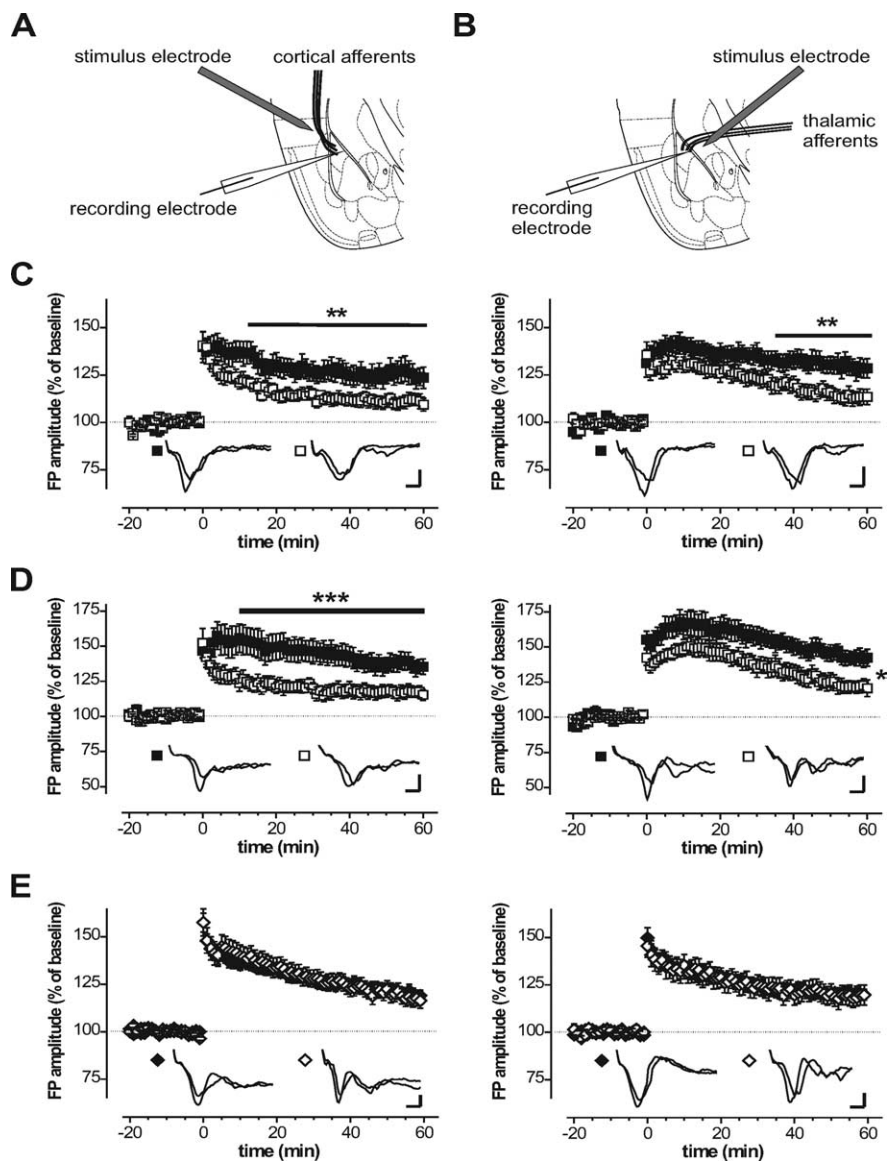 A
B
stimulus electrode
cortical afferents
recording electrode
stimulus electrode
thalamic
afferents
recording
electrode
C
FP amplitude (% of baseline)
150
125
100
75
**
-20 0 20 40 60
time (min)
FP amplitude (% of baseline)
150
125
100
75
**
-20 0 20 40 60
time (min)
D
FP amplitude (% of baseline)
175
150
125
100
75
50
***
-20 0 20 40 60
time (min)
FP amplitude (% of baseline)
175
150
125
100
75
50
*
-20 0 20 40 60
time (min)
E
FP amplitude (% of baseline)
150
125
100
75
-20 0 20 40 60
time (min)
FP amplitude (% of baseline)
150
125
100
75
-20 0 20 40 60
time (min)